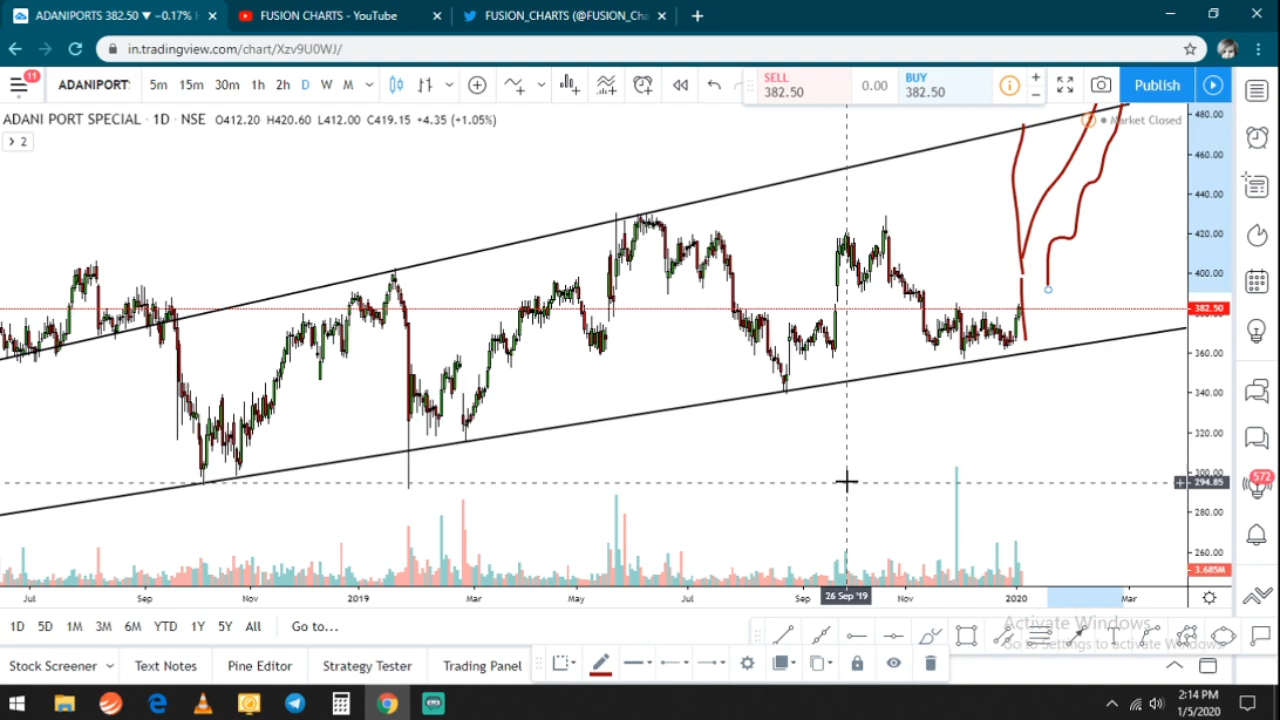 ADANIPORTS 382.50 ▼ −0.17%
FUSION CHARTS - YouTube
FUSION_CHARTS (@FUSION_Cha
in.tradingview.com/chart/Xzv9U0WJ/
11
ADANIPORT
5m 15m 30m 1h 2h D W M
SELL
382.50
0.00
BUY
382.50
Publish
ADANI PORT SPECIAL · 1D · NSE O412.20 H420.60 L412.00 C419.15 +4.35 (+1.05%)
Market Closed
2
480.00
460.00
440.00
420.00
400.00
382.50
360.00
340.00
320.00
300.00
294.85
280.00
260.00
3.685M
572
Jul Sep Nov 2019 Mar May Jul Sep 26 Sep '19 Nov 2020 Mar
1D 5D 1M 3M 6M YTD 1Y 5Y All Go to...
Activate Windows
Go to Settings to activate Windows.
Stock Screener Text Notes Pine Editor Strategy Tester Trading Panel
2:14 PM
1/5/2020